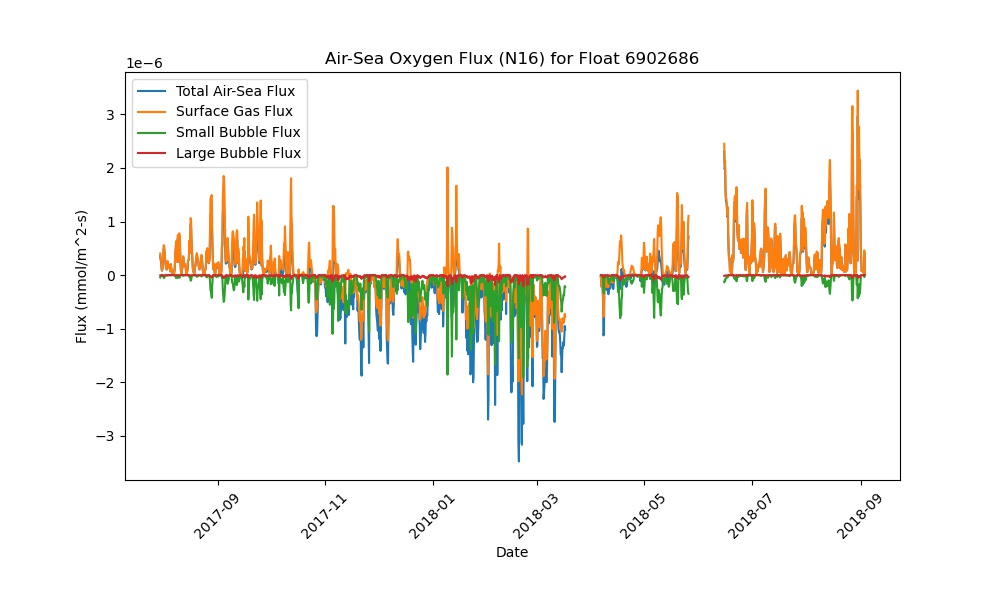 Air-Sea Oxygen Flux (N16) for Float 6902686
1e−6
Total Air-Sea Flux
Surface Gas Flux
Small Bubble Flux
Large Bubble Flux
3
2
1
0
−1
−2
−3
Flux (mmol/m^2-s)
2017-09
2017-11
2018-01
2018-03
2018-05
2018-07
2018-09
Date